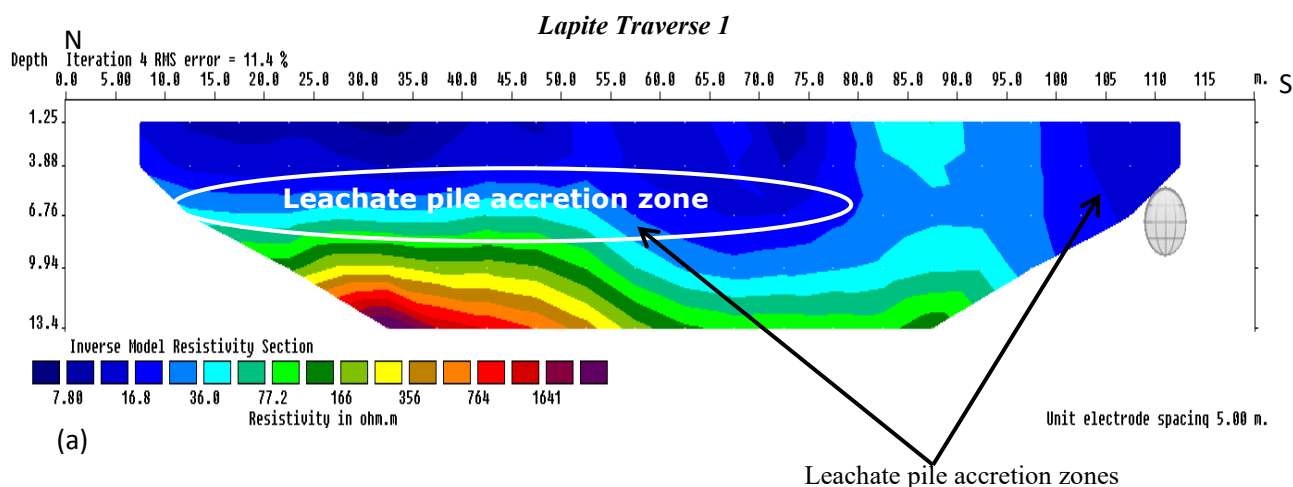 Lapite Traverse 1
N
Depth Iteration 4 RMS error = 11.4 %
0.0 5.00 10.0 15.0 20.0 25.0 30.0 35.0 40.0 45.0 50.0 55.0 60.0 65.0 70.0 75.0 80.0 85.0 90.0 95.0 100 105 110 115 m. S
1.25
3.88
Leachate pile accretion zone
6.76
9.94
13.4
Inverse Model Resistivity Section
7.80 16.8 36.0 77.2 166 356 764 1641
Resistivity in ohm.m
Unit electrode spacing 5.00 m.
(a)
Leachate pile accretion zones